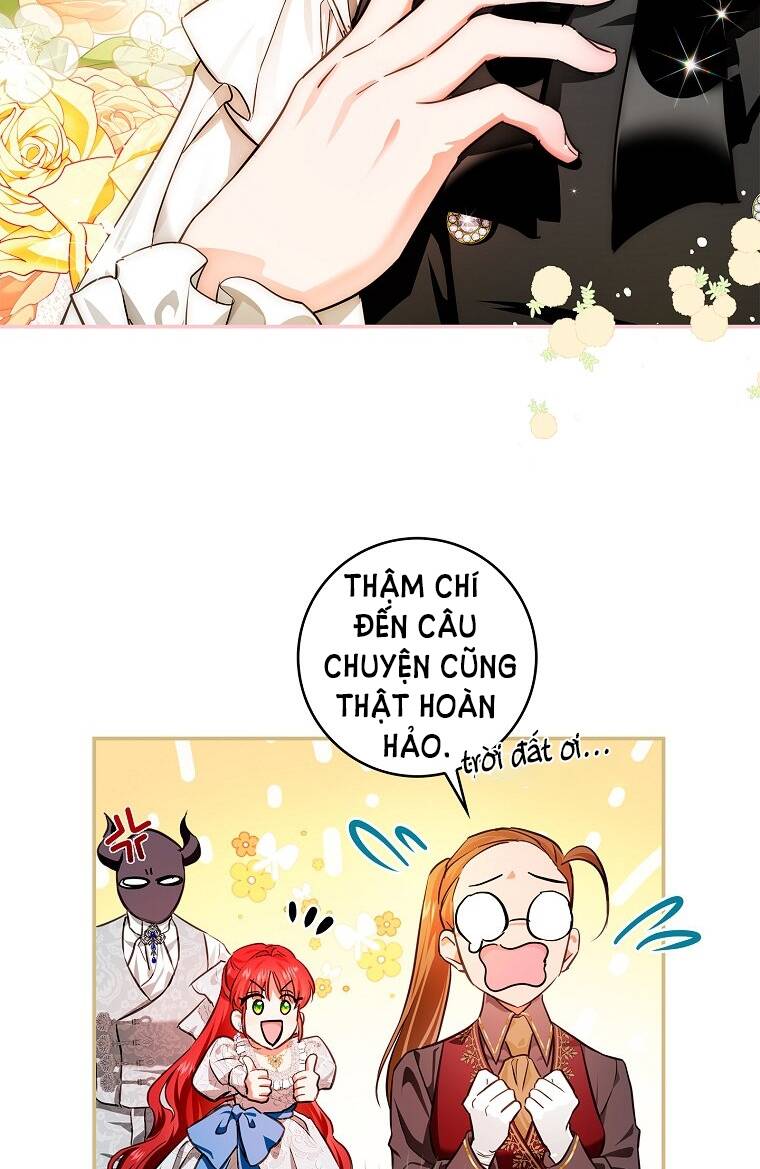 THẬM CHÍ
ĐẾN CÂU
CHUYỆN CŨNG
THẬT HOÀN
HẢO.
trời đất ơi...